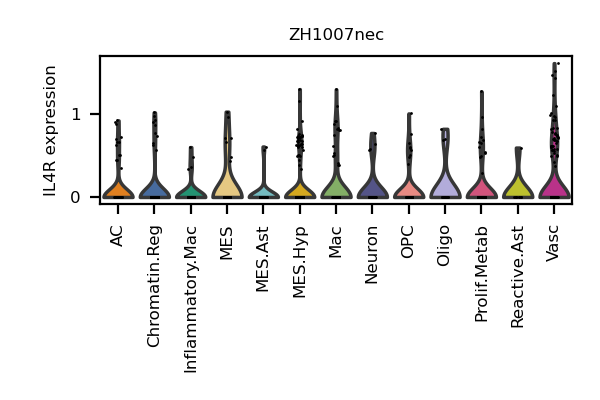 ZH1007nec
IL4R expression
1
0
AC
Chromatin.Reg
Inflammatory.Mac
MES
MES.Ast
MES.Hyp
Mac
Neuron
OPC
Oligo
Prolif.Metab
Reactive.Ast
Vasc